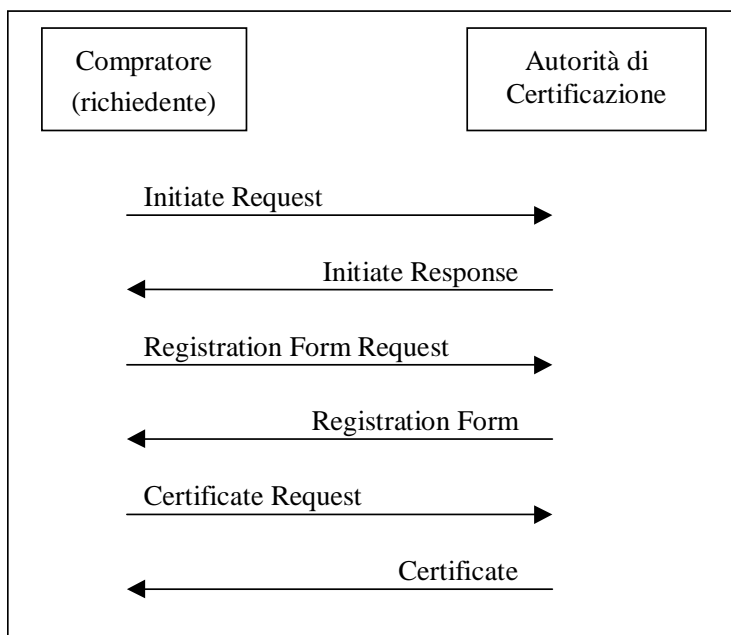 Compratore
(richiedente)
Autorità di
Certificazione
Initiate Request
Initiate Response
Registration Form Request
Registration Form
Certificate Request
Certificate